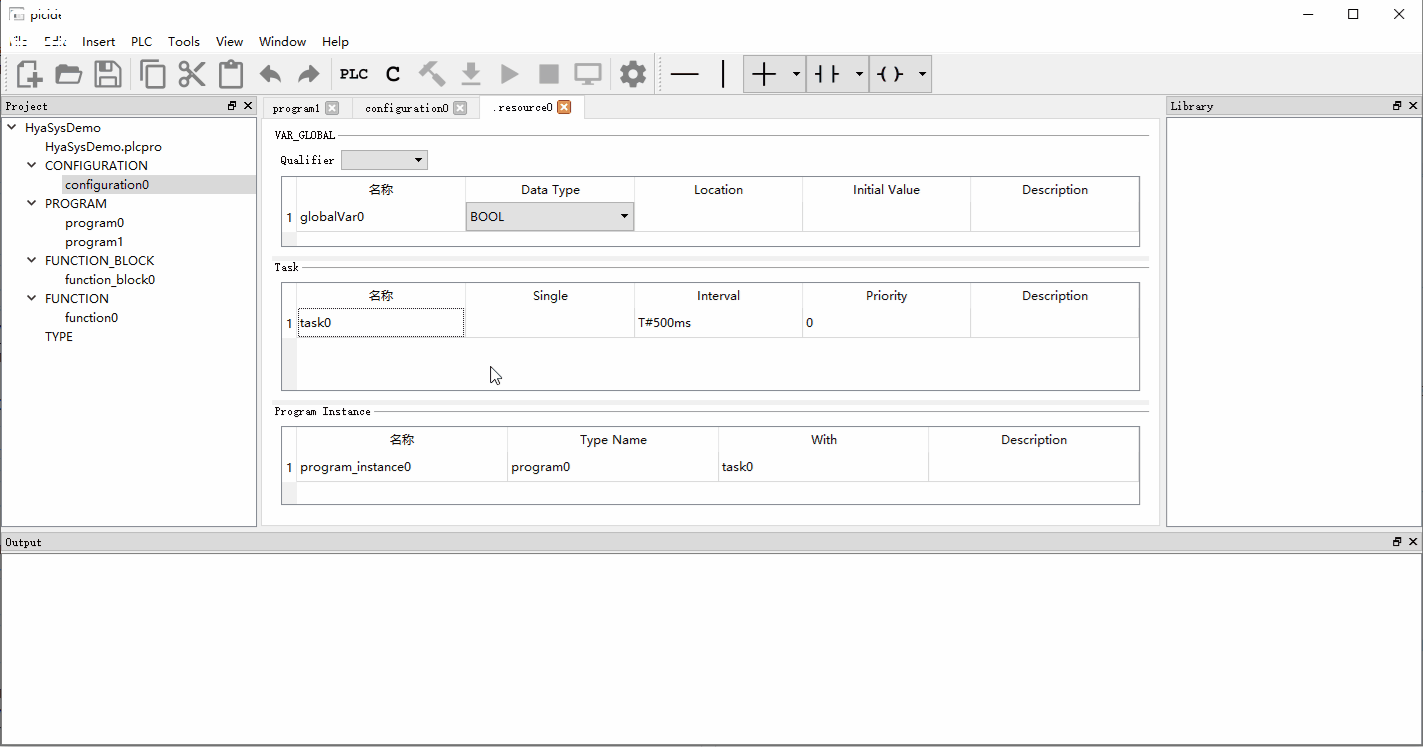 plcide
Insert PLC Tools View Window Help
PLC C
Project
program1 configuration0 .resource0
Library
HyaSysDemo
HyaSysDemo.plcpro
CONFIGURATION
configuration0
PROGRAM
program0
program1
FUNCTION_BLOCK
function_block0
FUNCTION
function0
TYPE
VAR_GLOBAL
Qualifier
名称 Data Type Location Initial Value Description
1 globalVar0 BOOL
Task
名称 Single Interval Priority Description
1 task0 T#500ms 0
Program Instance
名称 Type Name With Description
1 program_instance0 program0 task0
Output